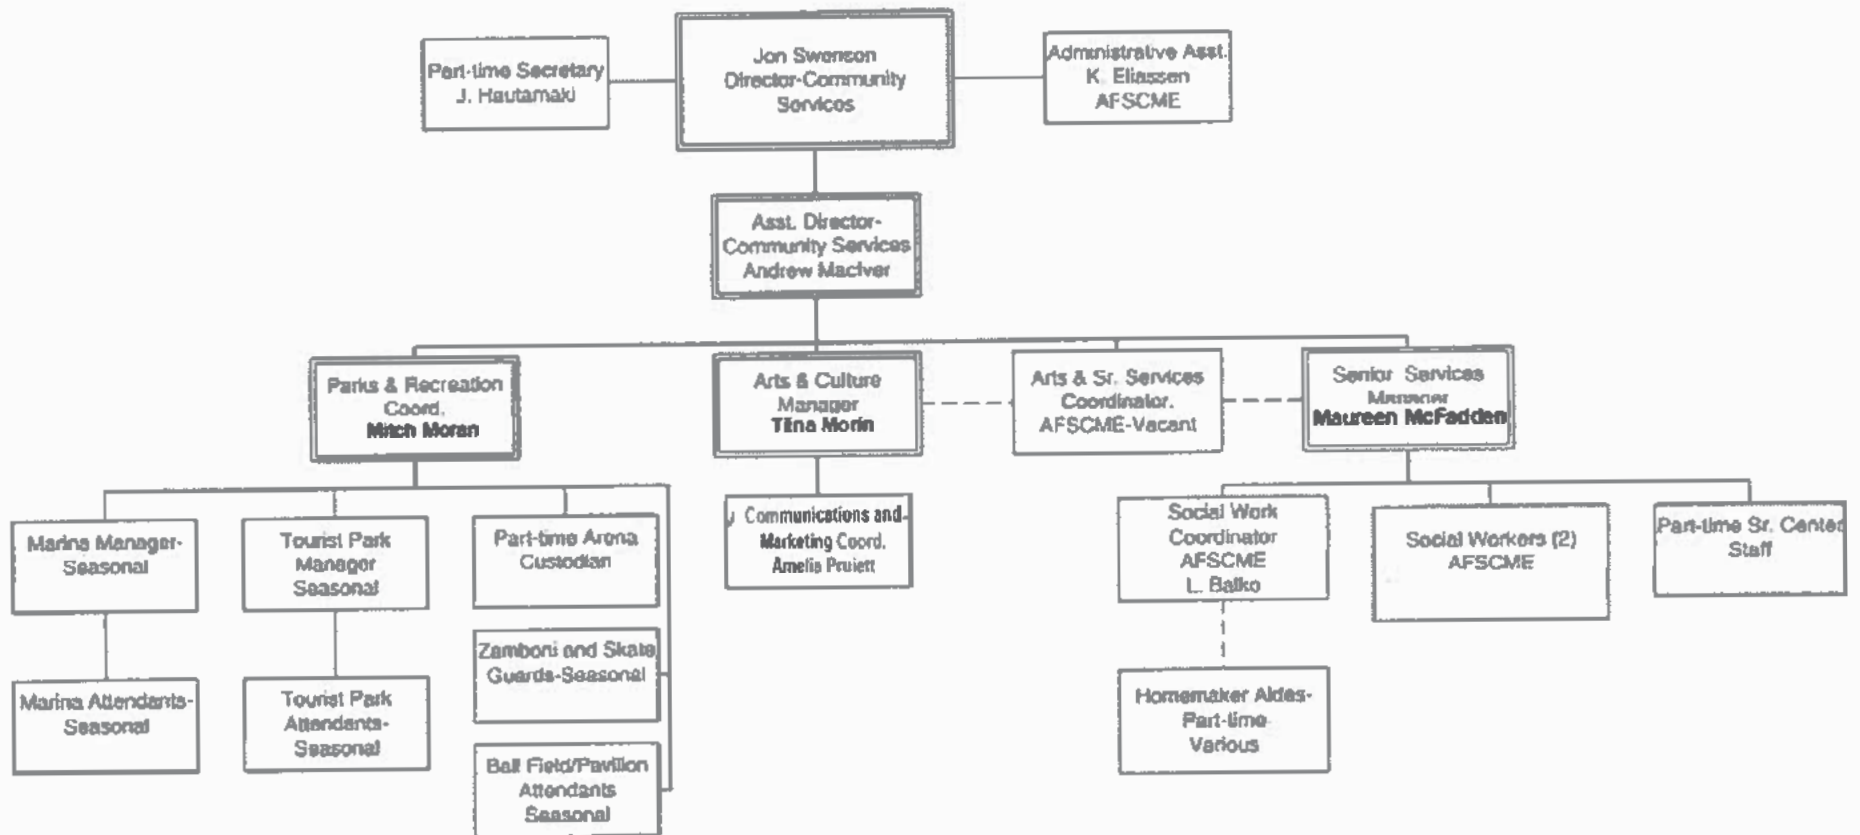 Part-time Secretary
J. Hautamaki
Jon Swenson
Director-Community
Services
Administrative Asst.
K. Eliassen
AFSCME
Asst. Director-
Community Services
Andrew MacIver
Parks & Recreation
Coord.
Mitch Moran
Arts & Culture
Manager
Tiina Morin
Arts & Sr. Services
Coordinator.
AFSCME-Vacant
Senior Services
Manager
Maureen McFadden
Marina Manager-
Seasonal
Tourist Park
Manager
Seasonal
Part-time Arena
Custodian
Communications and
Marketing Coord.
Amelia Pruiett
Social Work
Coordinator
AFSCME
L. Balko
Social Workers (2)
AFSCME
Part-time Sr. Center
Staff
Marina Attendants-
Seasonal
Tourist Park
Attendants-
Seasonal
Zamboni and Skate
Guards-Seasonal
Homemaker Aides-
Part-time
Various
Ball Field/Pavilion
Attendants
Seasonal